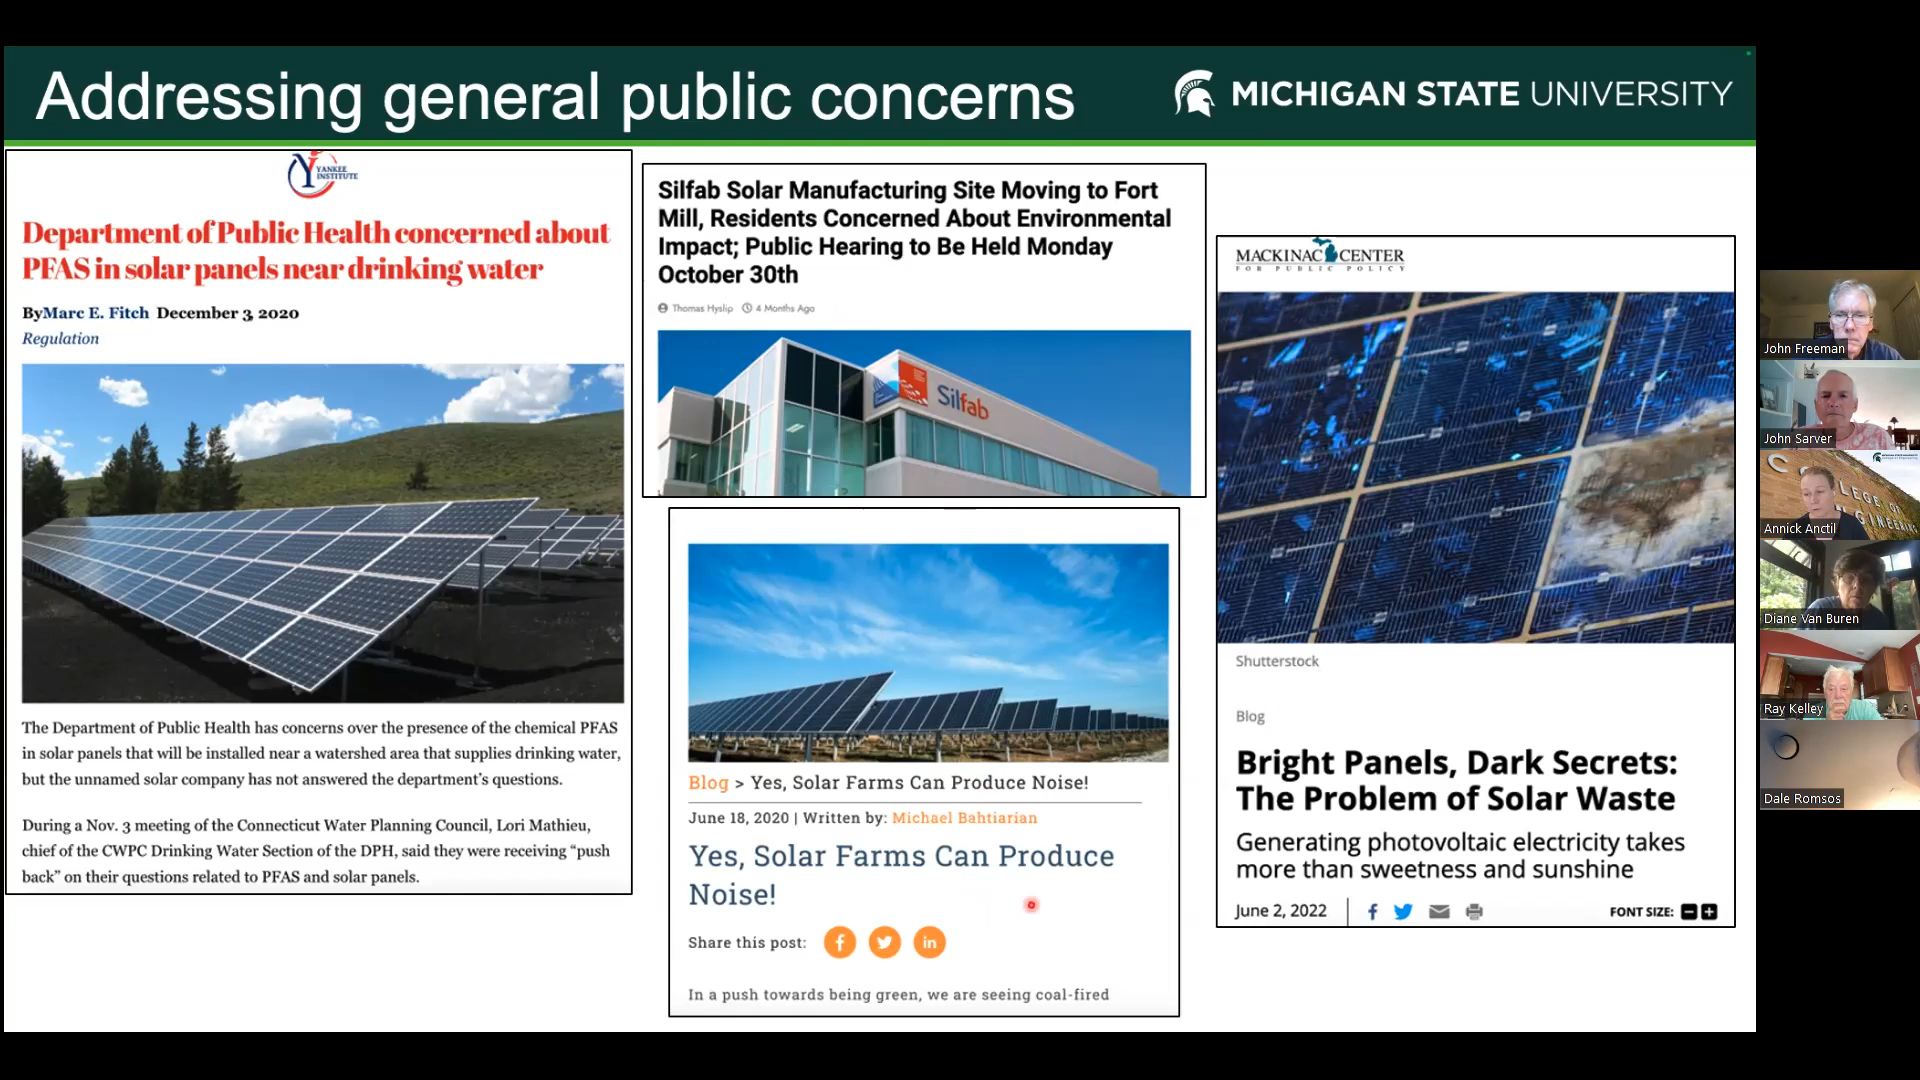 Addressing general public concerns
MICHIGAN STATE UNIVERSITY
YANKEE
INSTITUTE
Department of Public Health concerned about
PFAS in solar panels near drinking water
ByMarc E. Fitch December 3, 2020
Regulation
The Department of Public Health has concerns over the presence of the chemical PFAS
in solar panels that will be installed near a watershed area that supplies drinking water,
but the unnamed solar company has not answered the department's questions.
During a Nov. 3 meeting of the Connecticut Water Planning Council, Lori Mathieu,
chief of the CWPC Drinking Water Section of the DPH, said they were receiving “push
back” on their questions related to PFAS and solar panels.
Silfab Solar Manufacturing Site Moving to Fort
Mill, Residents Concerned About Environmental
Impact; Public Hearing to Be Held Monday
October 30th
Thomas Hyslip 4 Months Ago
Silfab
Blog > Yes, Solar Farms Can Produce Noise!
June 18, 2020 | Written by: Michael Bahtiarian
Yes, Solar Farms Can Produce
Noise!
Share this post:
In a push towards being green, we are seeing coal-fired
MACKINAC CENTER
FOR PUBLIC POLICY
Shutterstock
Blog
Bright Panels, Dark Secrets:
The Problem of Solar Waste
Generating photovoltaic electricity takes
more than sweetness and sunshine
June 2, 2022
FONT SIZE:
John Freeman
John Sarver
COLLEGE OF
ENGINEERING
Annick Anctil
Diane Van Buren
Ray Kelley
Dale Romsos